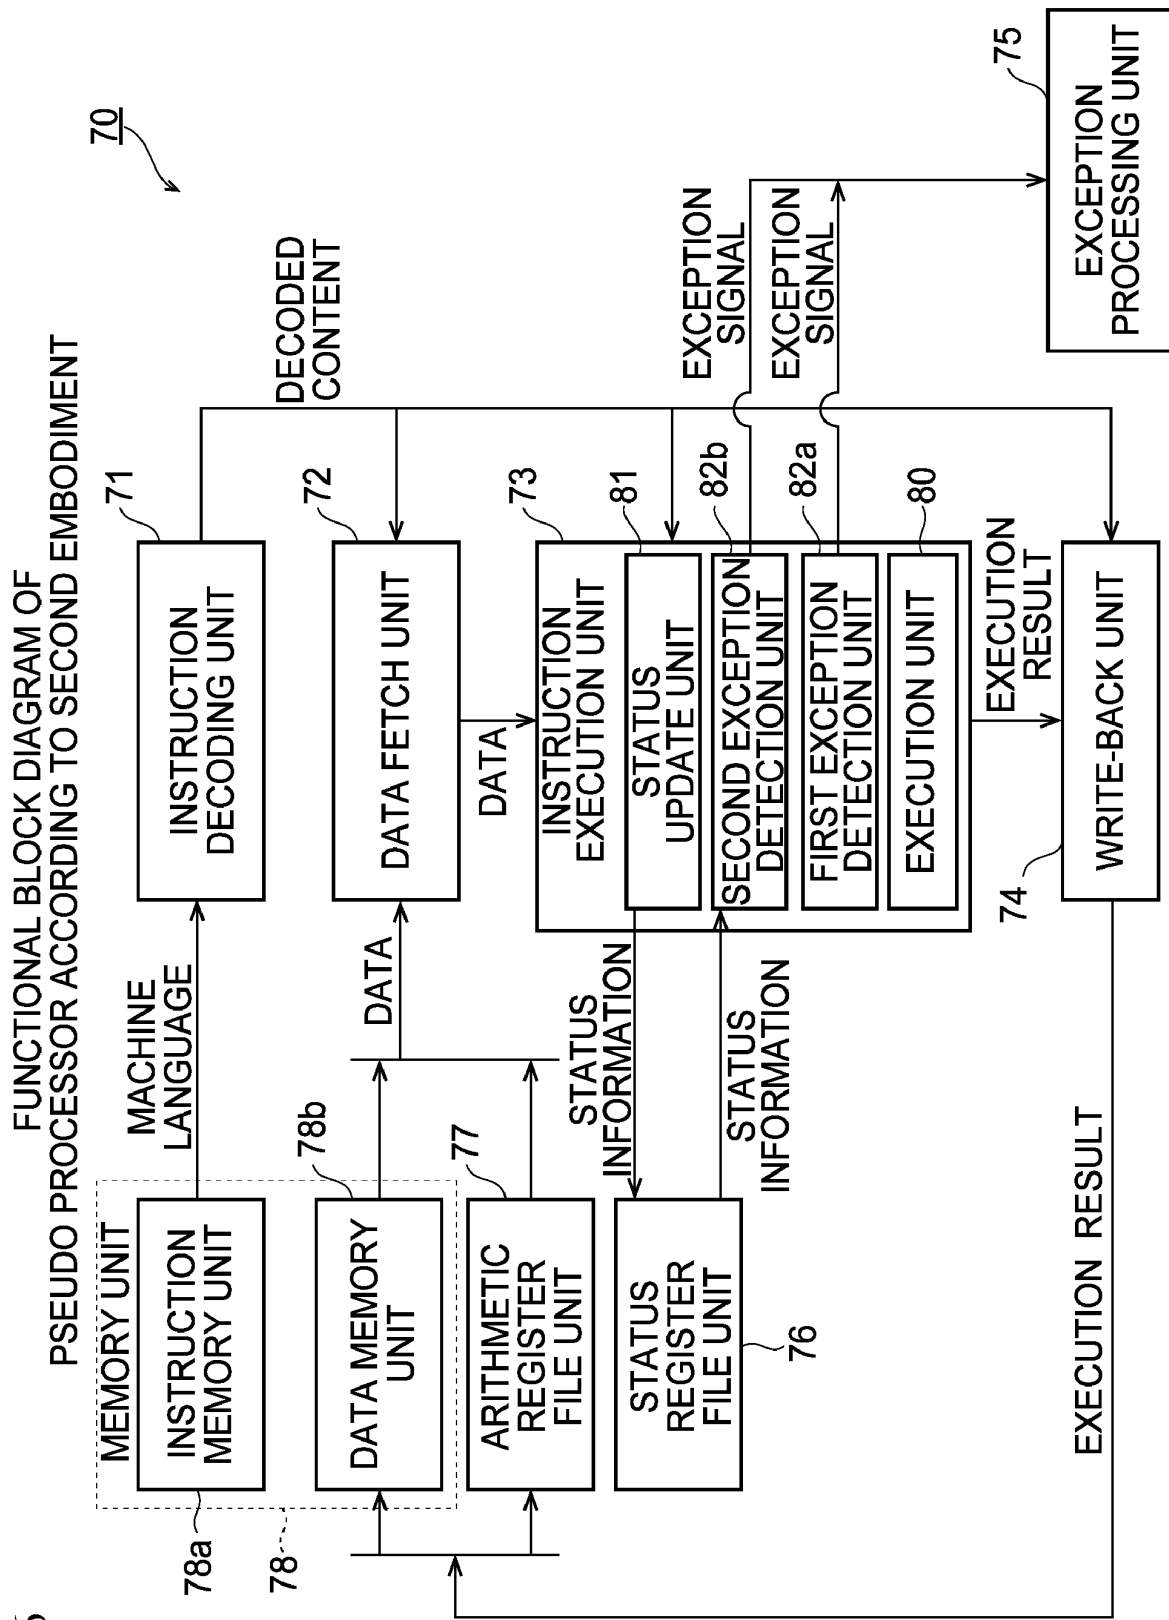 FUNCTIONAL BLOCK DIAGRAM OF
PSEUDO PROCESSOR ACCORDING TO SECOND EMBODIMENT
70
MEMORY UNIT
78a
INSTRUCTION
MEMORY UNIT
MACHINE
LANGUAGE
71
INSTRUCTION
DECODING UNIT
DECODED
CONTENT
78
78b
DATA MEMORY
UNIT
DATA
72
DATA FETCH UNIT
77
ARITHMETIC
REGISTER
FILE UNIT
DATA
73
INSTRUCTION
EXECUTION UNIT
STATUS
INFORMATION
81
STATUS
UPDATE UNIT
STATUS
REGISTER
FILE UNIT
76
STATUS
INFORMATION
82b
SECOND EXCEPTION
DETECTION UNIT
EXCEPTION
SIGNAL
82a
FIRST EXCEPTION
DETECTION UNIT
EXCEPTION
SIGNAL
80
EXECUTION UNIT
EXECUTION
RESULT
74
WRITE-BACK UNIT
EXECUTION RESULT
75
EXCEPTION
PROCESSING UNIT